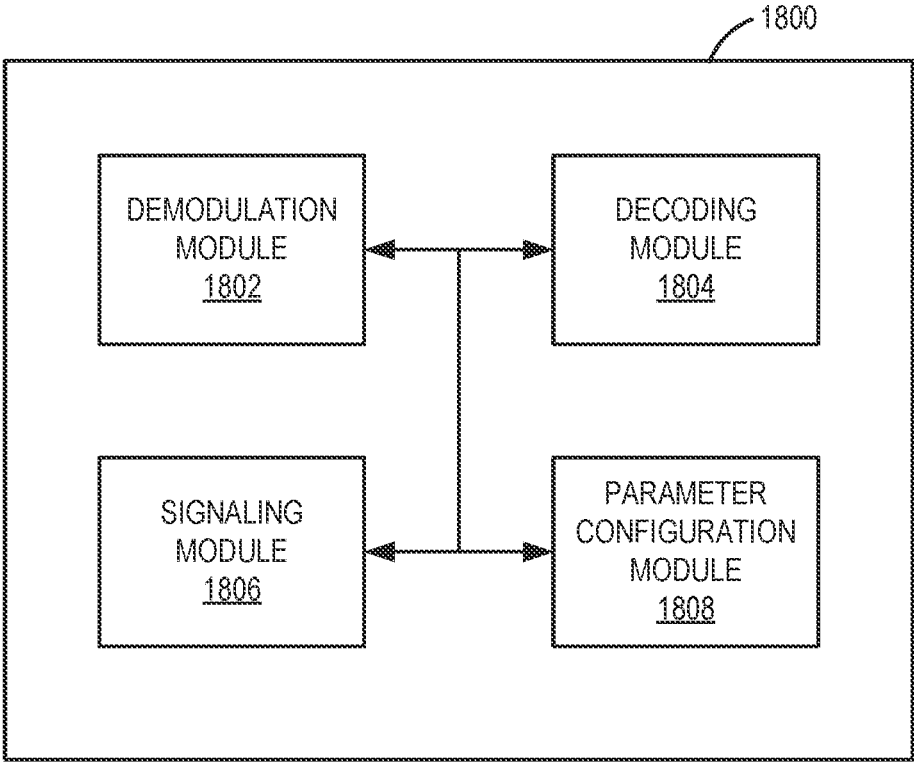 1800
DEMODULATION
MODULE
1802
DECODING
MODULE
1804
SIGNALING
MODULE
1806
PARAMETER
CONFIGURATION
MODULE
1808